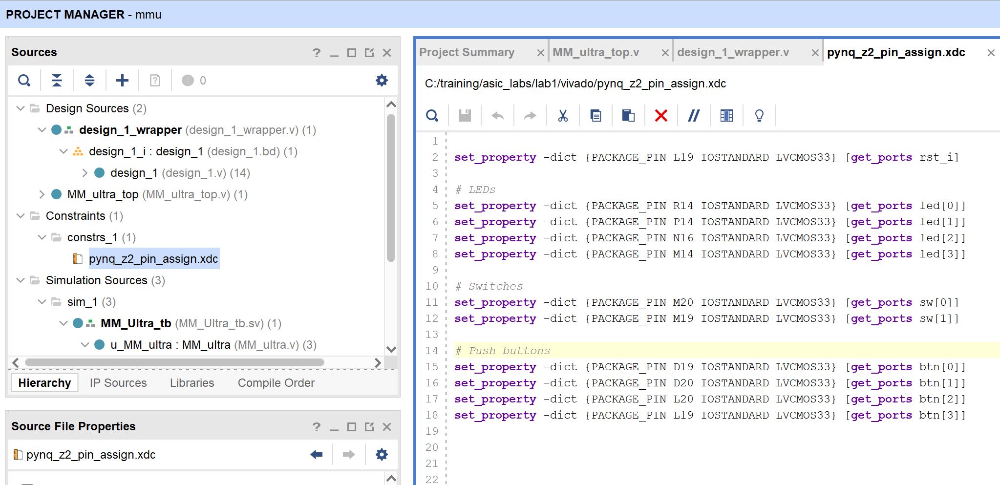 PROJECT MANAGER - mmu
Sources
? _
0
Design Sources (2)
design_1_wrapper (design_1_wrapper.v) (1)
design_1_i : design_1 (design_1.bd) (1)
design_1 (design_1.v) (14)
MM_ultra_top (MM_ultra_top.v) (1)
Constraints (1)
constrs_1 (1)
pynq_z2_pin_assign.xdc
Simulation Sources (3)
sim_1 (3)
MM_Ultra_tb (MM_Ultra_tb.sv) (1)
u_MM_ultra : MM_ultra (MM_ultra.v) (3)
Hierarchy IP Sources Libraries Compile Order
Source File Properties
? _
pynq_z2_pin_assign.xdc
Project Summary MM_ultra_top.v design_1_wrapper.v pynq_z2_pin_assign.xdc
C:/training/asic_labs/lab1/vivado/pynq_z2_pin_assign.xdc
1
2 set_property -dict {PACKAGE_PIN L19 IOSTANDARD LVCMOS33} [get_ports rst_i]
3
4 # LEDs
5 set_property -dict {PACKAGE_PIN R14 IOSTANDARD LVCMOS33} [get_ports led[0]]
6 set_property -dict {PACKAGE_PIN P14 IOSTANDARD LVCMOS33} [get_ports led[1]]
7 set_property -dict {PACKAGE_PIN N16 IOSTANDARD LVCMOS33} [get_ports led[2]]
8 set_property -dict {PACKAGE_PIN M14 IOSTANDARD LVCMOS33} [get_ports led[3]]
9
10 # Switches
11 set_property -dict {PACKAGE_PIN M20 IOSTANDARD LVCMOS33} [get_ports sw[0]]
12 set_property -dict {PACKAGE_PIN M19 IOSTANDARD LVCMOS33} [get_ports sw[1]]
13
14 # Push buttons
15 set_property -dict {PACKAGE_PIN D19 IOSTANDARD LVCMOS33} [get_ports btn[0]]
16 set_property -dict {PACKAGE_PIN D20 IOSTANDARD LVCMOS33} [get_ports btn[1]]
17 set_property -dict {PACKAGE_PIN L20 IOSTANDARD LVCMOS33} [get_ports btn[2]]
18 set_property -dict {PACKAGE_PIN L19 IOSTANDARD LVCMOS33} [get_ports btn[3]]
19
20
21
22